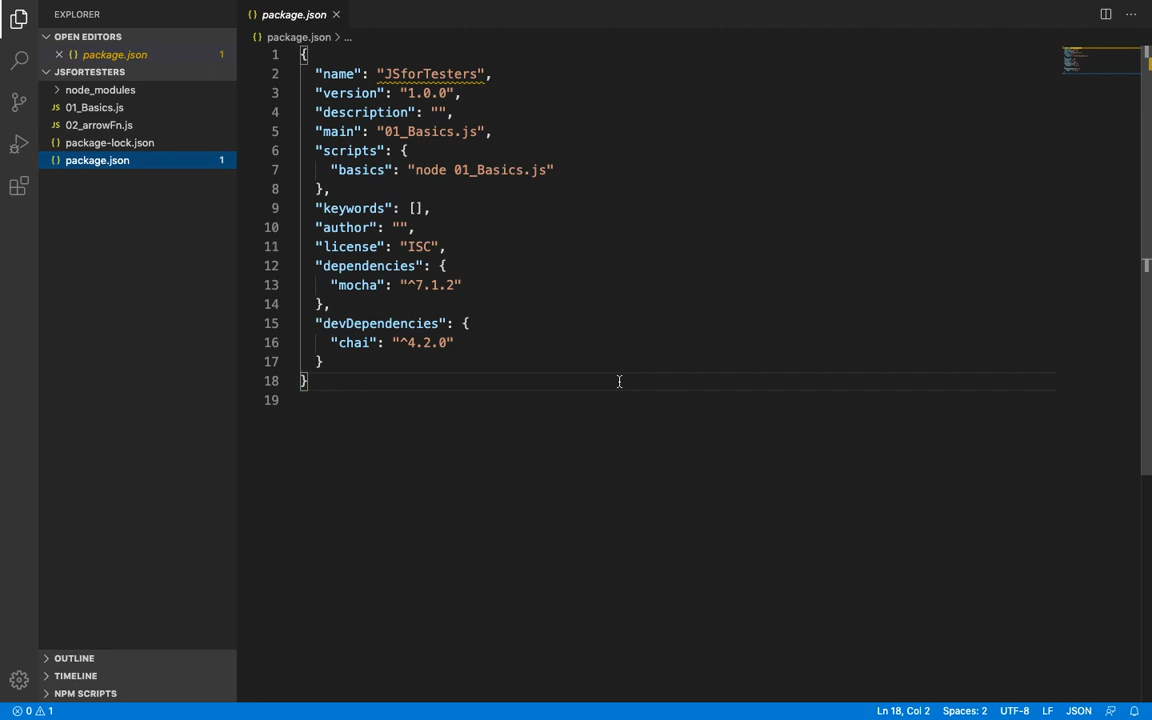 EXPLORER
OPEN EDITORS
package.json 1
JSFORTESTERS
node_modules
JS 01_Basics.js
JS 02_arrowFn.js
{} package-lock.json
{} package.json 1
OUTLINE
TIMELINE
NPM SCRIPTS
{} package.json
{} package.json > ...
1 {
2 "name": "JSforTesters",
3 "version": "1.0.0",
4 "description": "",
5 "main": "01_Basics.js",
6 "scripts": {
7 "basics": "node 01_Basics.js"
8 },
9 "keywords": [],
10 "author": "",
11 "license": "ISC",
12 "dependencies": {
13 "mocha": "^7.1.2"
14 },
15 "devDependencies": {
16 "chai": "^4.2.0"
17 }
18 }
19
0 1 Ln 18, Col 2 Spaces: 2 UTF-8 LF JSON